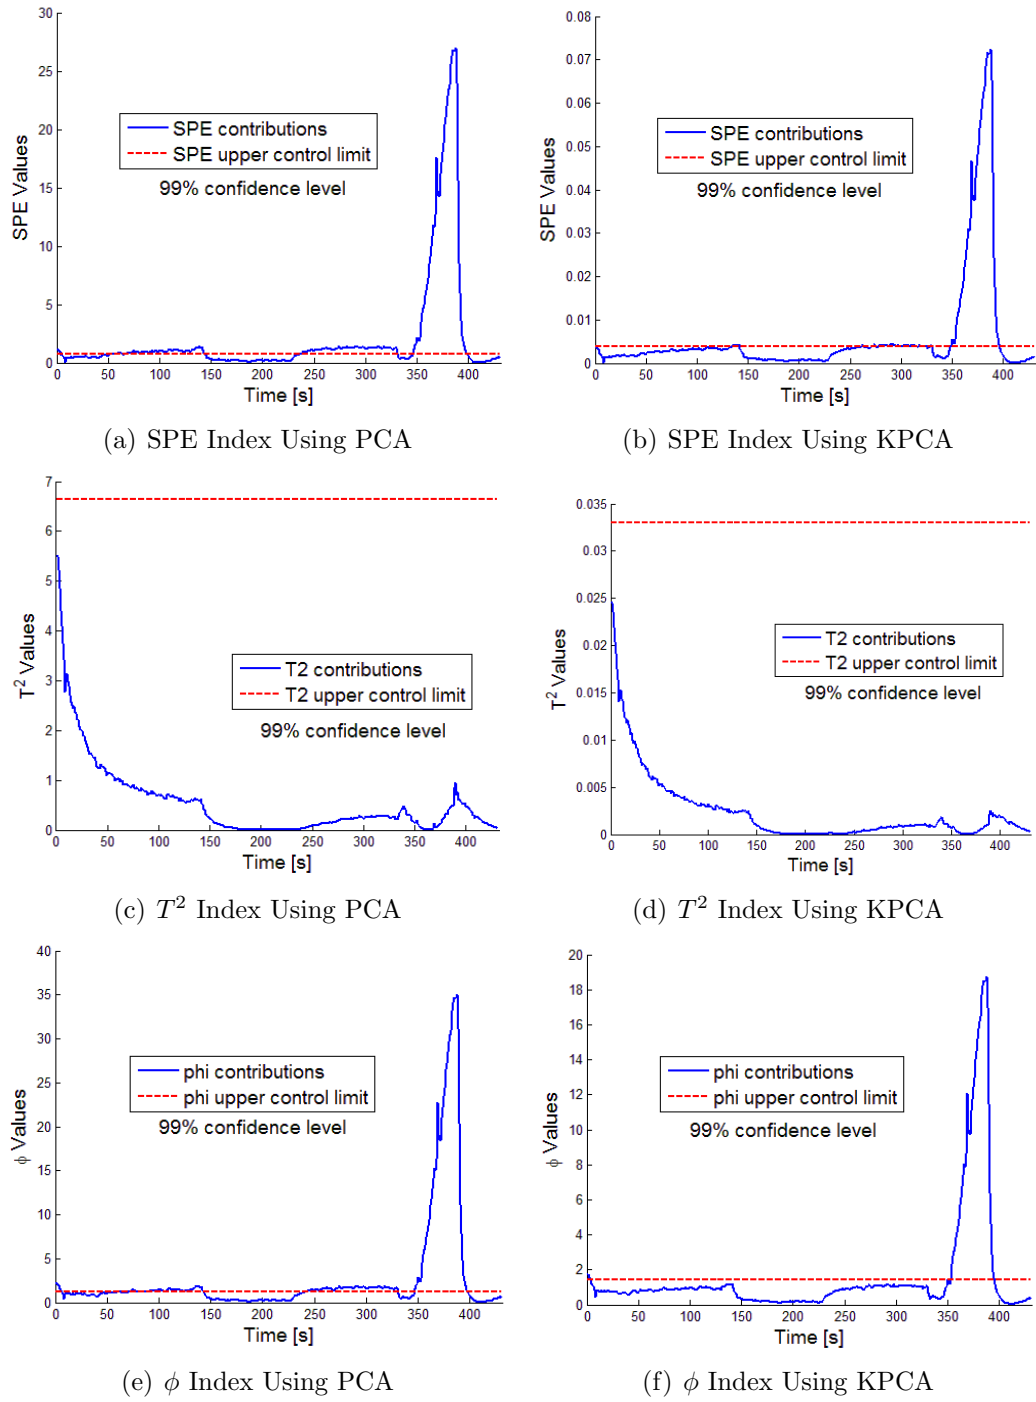 30
25
20
15
10
5
0
SPE Values
SPE contributions
SPE upper control limit
99% confidence level
0 50 100 150 200 250 300 350 400
Time [s]
(a) SPE Index Using PCA
0.08
0.07
0.06
0.05
0.04
0.03
0.02
0.01
0
SPE Values
SPE contributions
SPE upper control limit
99% confidence level
0 50 100 150 200 250 300 350 400
Time [s]
(b) SPE Index Using KPCA
7
6
5
4
3
2
1
0
T² Values
T2 contributions
T2 upper control limit
99% confidence level
0 50 100 150 200 250 300 350 400
Time [s]
(c) T² Index Using PCA
0.035
0.03
0.025
0.02
0.015
0.01
0.005
0
T² Values
T2 contributions
T2 upper control limit
99% confidence level
0 50 100 150 200 250 300 350 400
Time [s]
(d) T² Index Using KPCA
40
35
30
25
20
15
10
5
0
ϕ Values
phi contributions
phi upper control limit
99% confidence level
0 50 100 150 200 250 300 350 400
Time [s]
(e) ϕ Index Using PCA
20
18
16
14
12
10
8
6
4
2
0
ϕ Values
phi contributions
phi upper control limit
99% confidence level
0 50 100 150 200 250 300 350 400
Time [s]
(f) ϕ Index Using KPCA